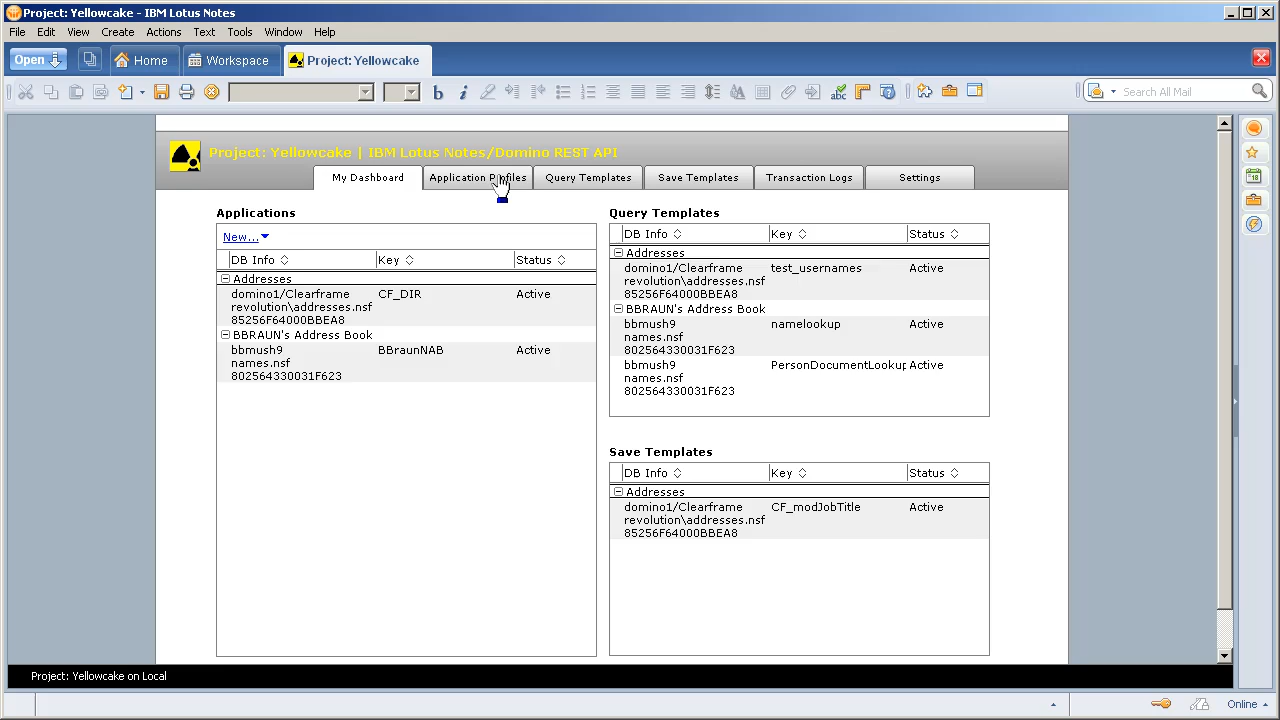 Project: Yellowcake - IBM Lotus Notes
File Edit View Create Actions Text Tools Window Help
Open Home Workspace Project: Yellowcake
b i abc Search All Mail
Project: Yellowcake | IBM Lotus Notes/Domino REST API
My Dashboard Application Profiles Query Templates Save Templates Transaction Logs Settings
Applications
New...
DB Info Key Status
Addresses
domino1/Clearframe CF_DIR Active
revolution\addresses.nsf
85256F64000BBEA8
BBRAUN's Address Book
bbmush9 BBraunNAB Active
names.nsf
802564330031F623
Query Templates
DB Info Key Status
Addresses
domino1/Clearframe test_usernames Active
revolution\addresses.nsf
85256F64000BBEA8
BBRAUN's Address Book
bbmush9 namelookup Active
names.nsf
802564330031F623
bbmush9 PersonDocumentLookup Active
names.nsf
802564330031F623
Save Templates
DB Info Key Status
Addresses
domino1/Clearframe CF_modJobTitle Active
revolution\addresses.nsf
85256F64000BBEA8
Project: Yellowcake on Local
Online